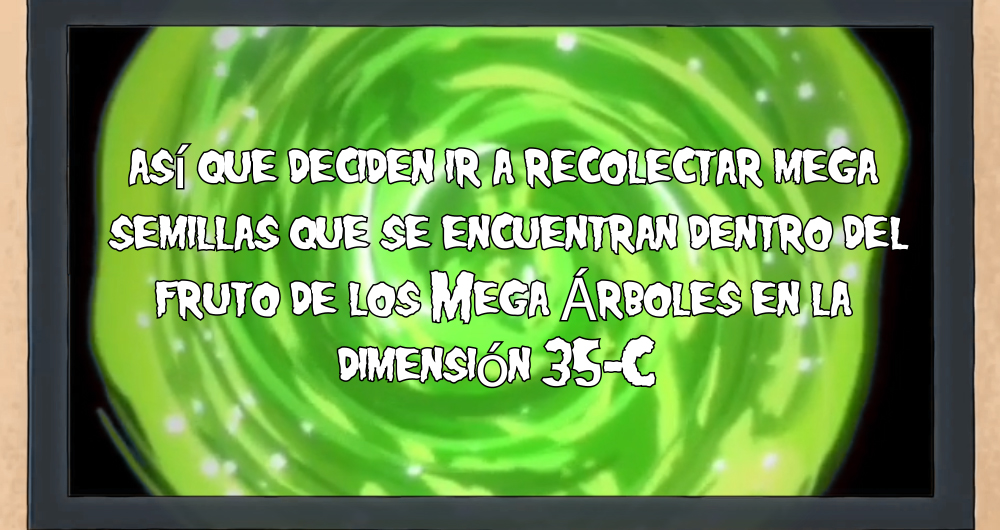 así que deciden ir a recolectar mega
semillas que se encuentran dentro del
fruto de los Mega Árboles en la
dimensión 35-C